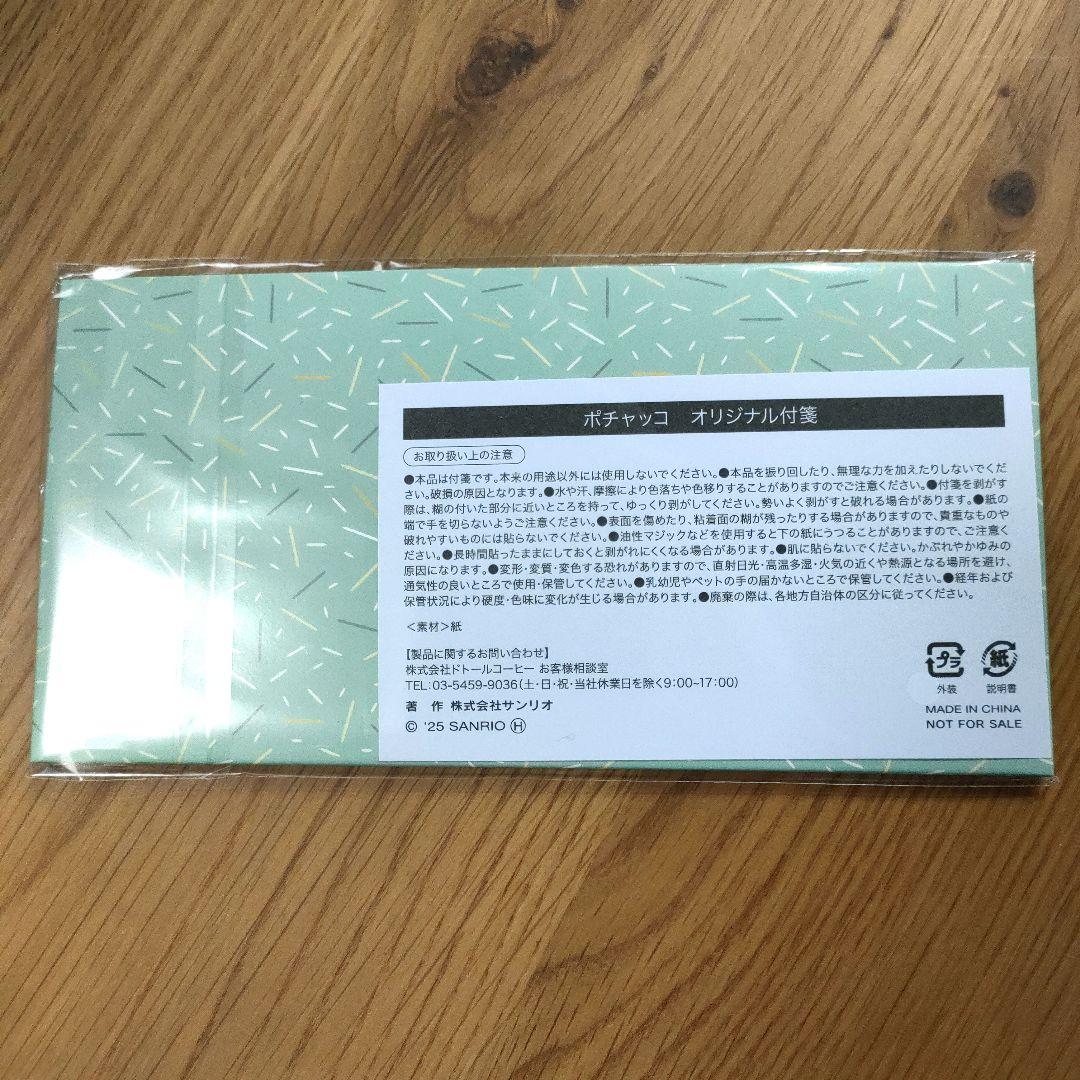 ポチャッコ　オリジナル付箋
お取り扱い上の注意
●本品は付箋です。本来の用途以外には使用しないでください。●本品を振り回したり、無理な力を加えたりしないでくだ
さい。破損の原因となります。●水や汗、摩擦により色落ちや色移りすることがありますのでご注意ください。●付箋を剥がす
際は、糊の付いた部分に近いところを持って、ゆっくり剥がしてください。勢いよく剥がすと破れる場合があります。●紙の
端で手を切らないようご注意ください。●表面を傷めたり、粘着面の糊が残ったりする場合がありますので、貴重なものや
破れやすいものには貼らないでください。●油性マジックなどを使用すると下の紙にうつることがありますので、ご注意くだ
さい。●長時間貼ったままにしておくと剥がれにくくなる場合があります。●肌に貼らないでください。かぶれやかゆみの
原因になります。●変形・変質・変色する恐れがありますので、直射日光・高温多湿・火気の近くや熱源となる場所を避け、
通気性の良いところで使用・保管してください。●乳幼児やペットの手の届かないところで保管してください。●経年および
保管状況により硬度・色味に変化が生じる場合があります。●廃棄の際は、各地方自治体の区分に従ってください。
＜素材＞紙
【製品に関するお問い合わせ】
株式会社ドトールコーヒー お客様相談室
TEL:03-5459-9036（土・日・祝・当社休業日を除く9:00~17:00）
著　作 株式会社サンリオ
© '25 SANRIO Ⓗ
プラ
外装
紙
説明書
MADE IN CHINA
NOT FOR SALE